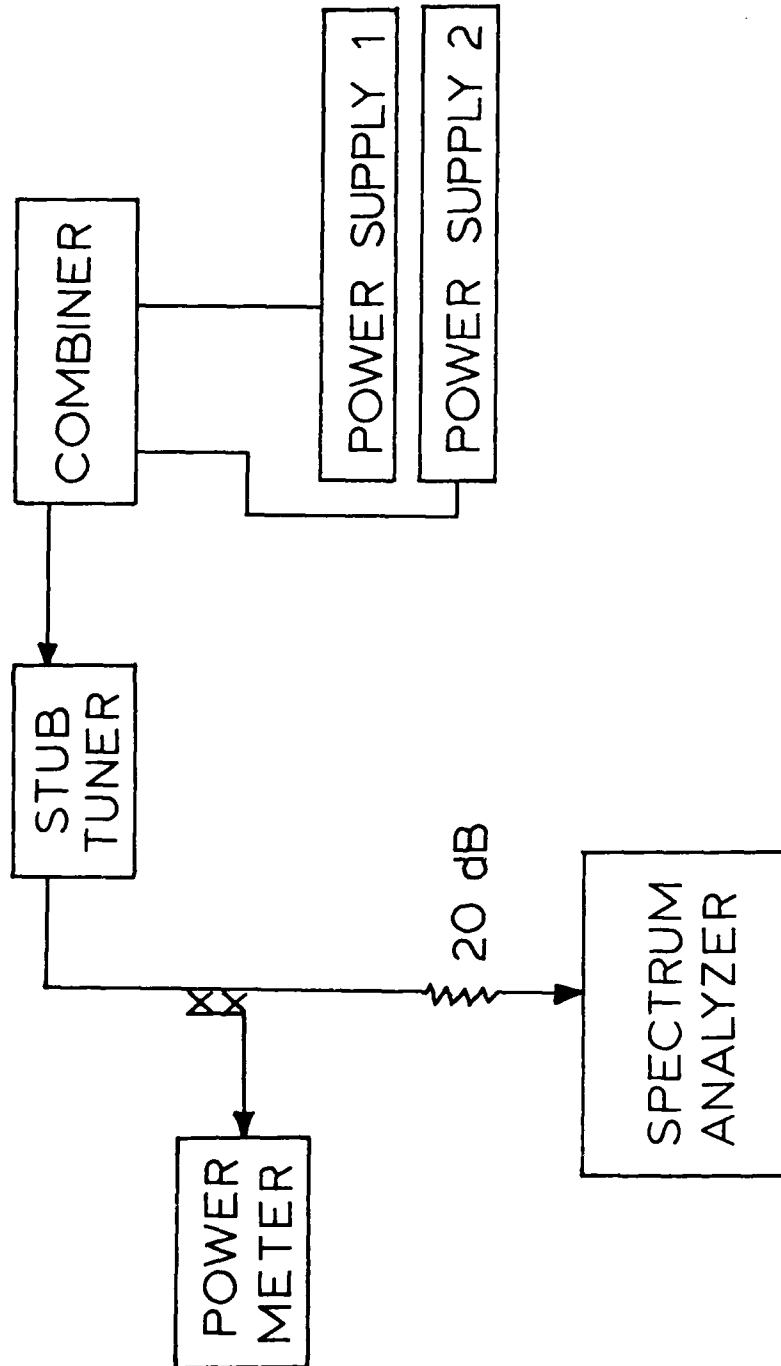 COMBINER
POWER SUPPLY 1
POWER SUPPLY 2
STUB
TUNER
20 dB
POWER
METER
SPECTRUM
ANALYZER